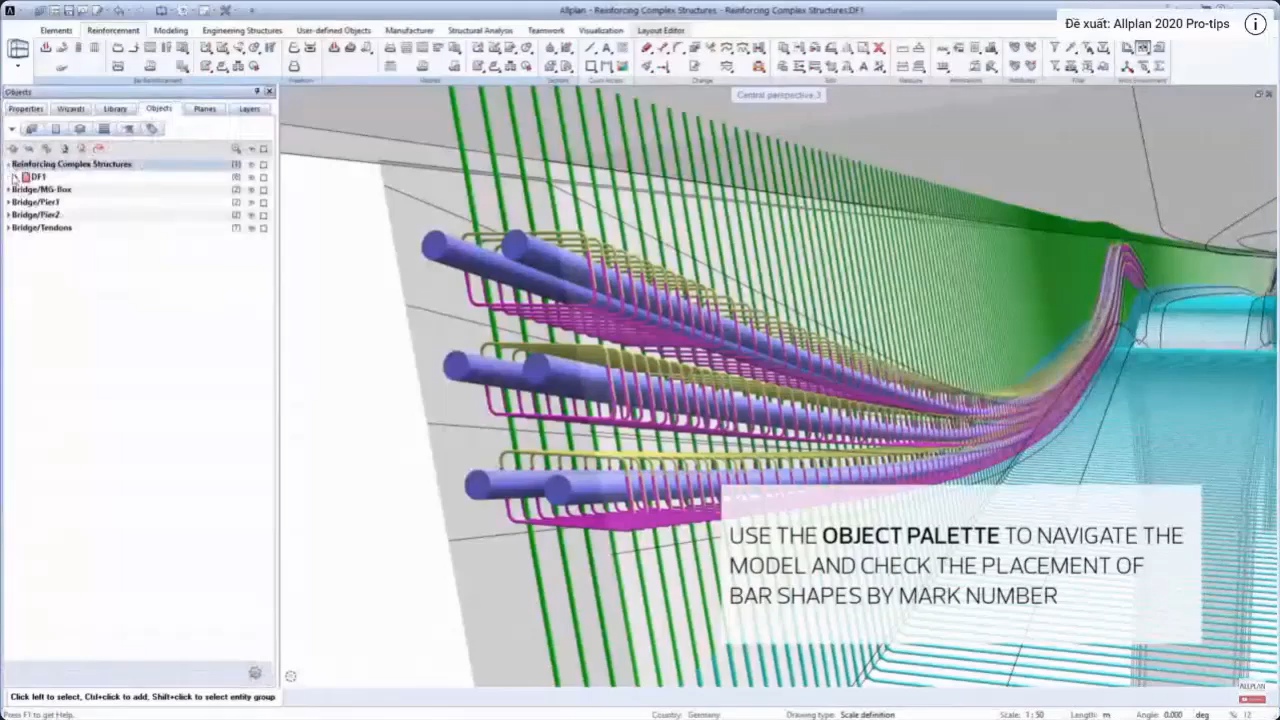 Allplan - Reinforcing Complex Structures - Reinforcing Complex Structures:DF1
Đề xuất: Allplan 2020 Pro-tips
Elements Reinforcement Modeling Engineering Structures User-defined Objects Manufacturer Structural Analysis Teamwork Visualization Layout Editor
Objects
Properties Wizards Library Objects Planes Layers
Central perspective:3
Reinforcing Complex Structures
DF1
Bridge/MG-Box
Bridge/Pier1
Bridge/Pier2
Bridge/Tendons
USE THE OBJECT PALETTE TO NAVIGATE THE
MODEL AND CHECK THE PLACEMENT OF
BAR SHAPES BY MARK NUMBER
ALLPLAN
Click left to select, Ctrl+click to add, Shift+click to select entity group
Press F1 to get Help. Country: Germany Drawing type: Scale definition Scale: 1:50 Length: m Angle: 0.000 deg % 12